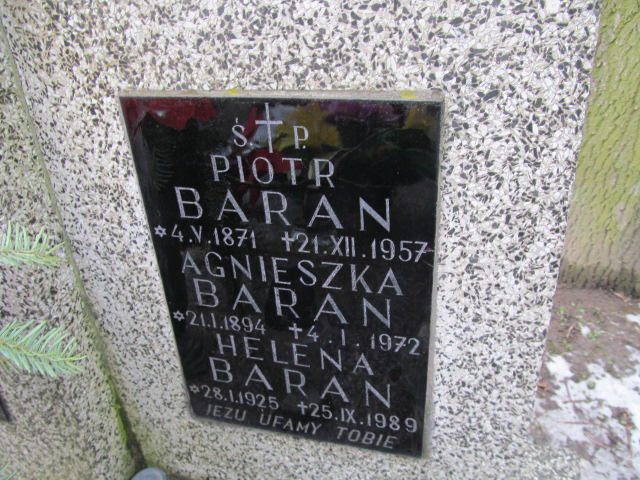 Ś P.
PIOTR
BARAN
*4.V.1871 +21.XII.1957
AGNIESZKA
BARAN
*21.I.1894 +4.I.1972
HELENA
BARAN
*28.I.1925 +25.IX.1989
JEZU UFAMY TOBIE